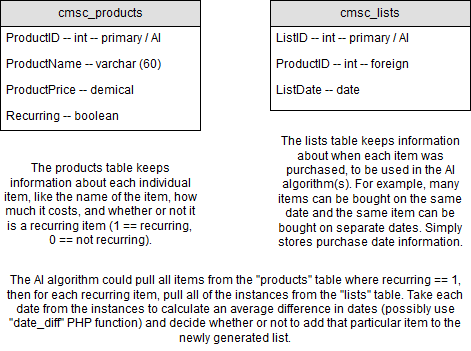 cmsc_products
ProductID -- int -- primary / AI
ProductName -- varchar (60)
ProductPrice -- demical
Recurring -- boolean
The products table keeps
information about each individual
item, like the name of the item, how
much it costs, and whether or not it
is a recurring item (1 == recurring,
0 == not recurring).
cmsc_lists
ListID -- int -- primary / AI
ProductID -- int -- foreign
ListDate -- date
The lists table keeps information
about when each item was
purchased, to be used in the AI
algorithm(s). For example, many
items can be bought on the same
date and the same item can be
bought on separate dates. Simply
stores purchase date information.
The AI algorithm could pull all items from the "products" table where recurring == 1,
then for each recurring item, pull all of the instances from the "lists" table. Take each
date from the instances to calculate an average difference in dates (possibly use
"date_diff" PHP function) and decide whether or not to add that particular item to the
newly generated list.